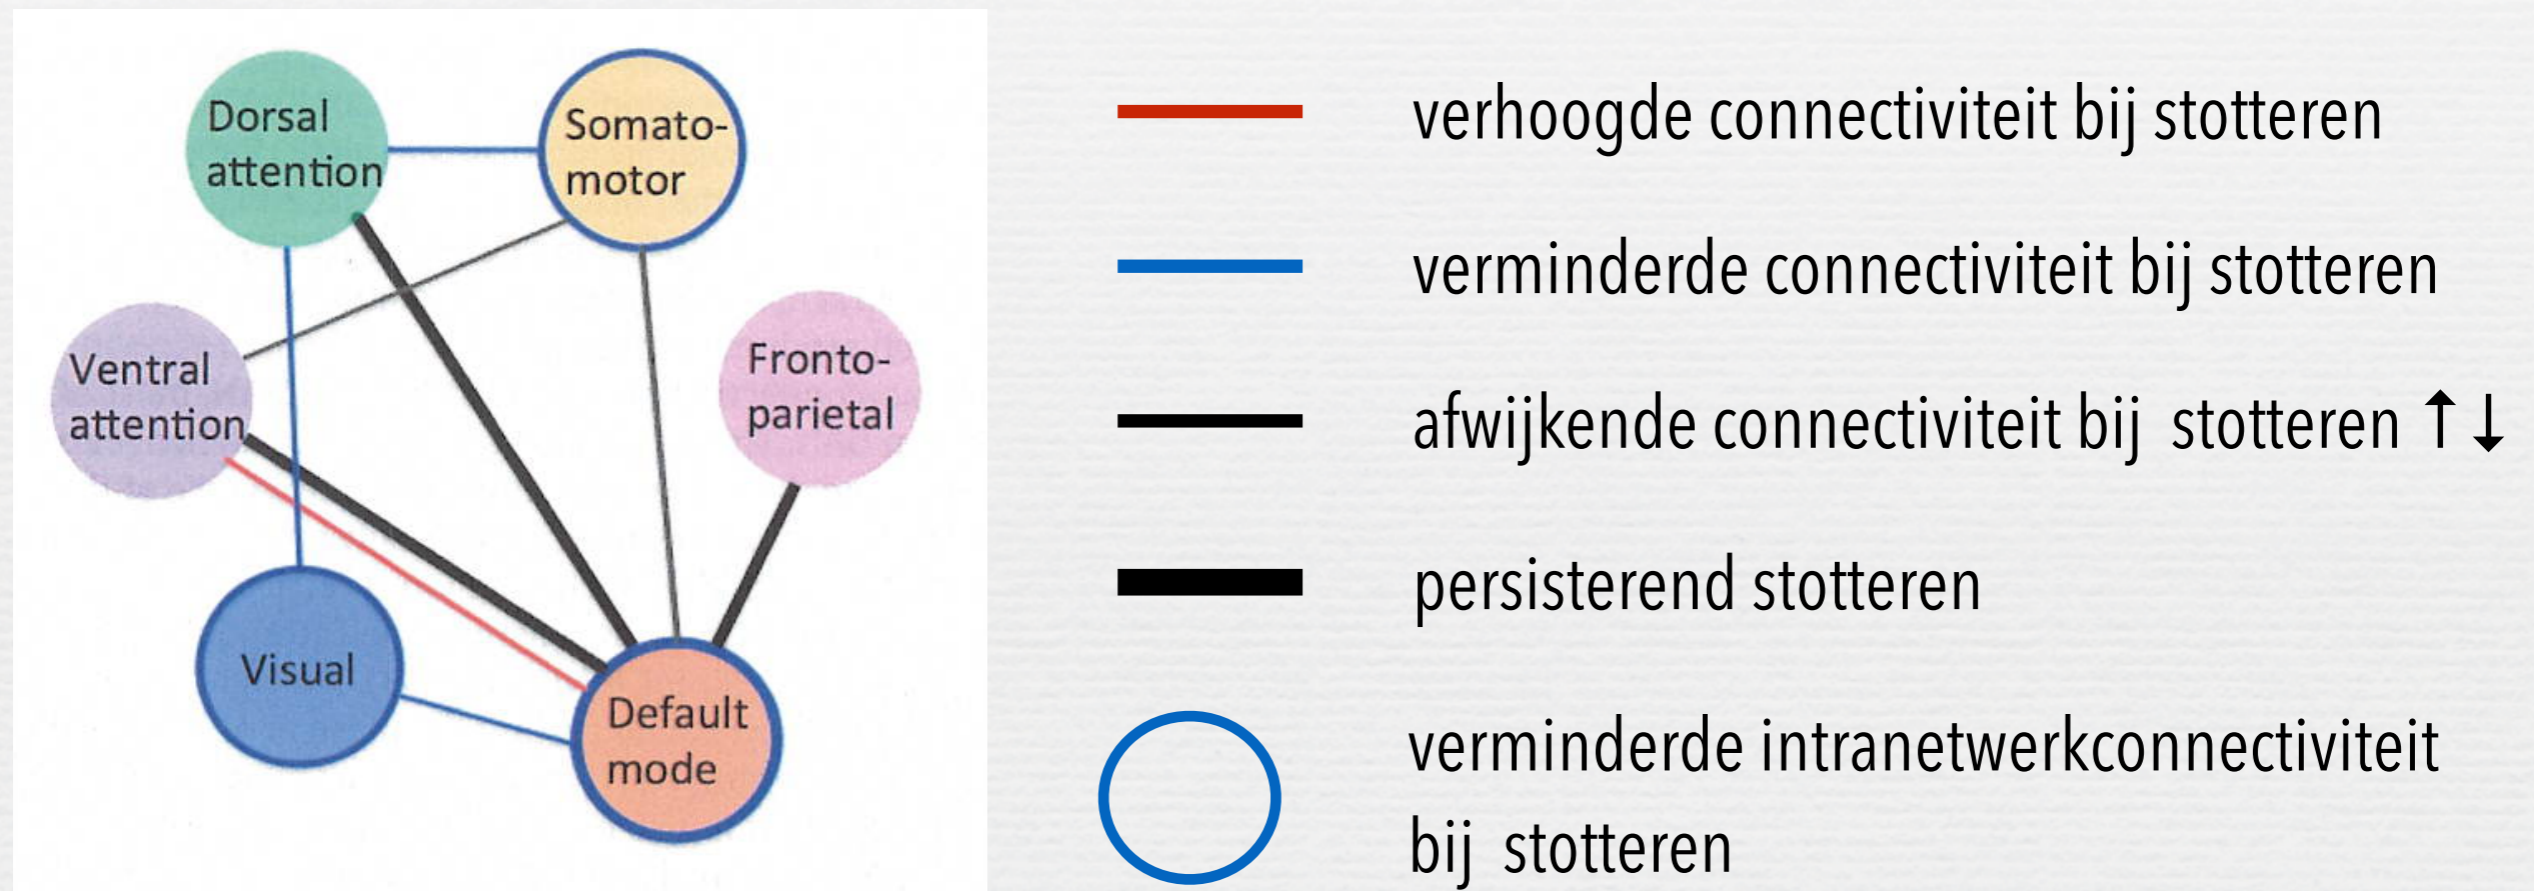 Dorsal
attention
Somato-
motor
Ventral
attention
Fronto-
parietal
Visual
Default
mode
verhoogde connectiviteit bij stotteren
verminderde connectiviteit bij stotteren
afwijkende connectiviteit bij stotteren ↑↓
persisterend stotteren
verminderde intranetwerkconnectiviteit
bij stotteren